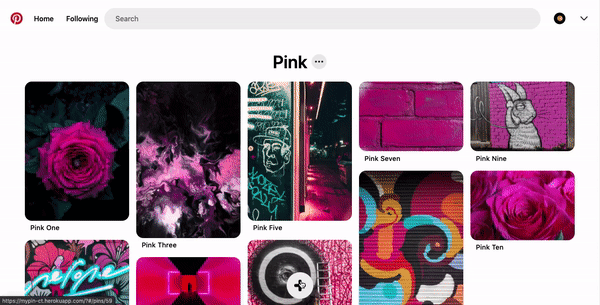 Home
Following
Search
Pink
Pink One
Pink Three
Pink Five
Pink Seven
Pink Nine
Pink Ten
https://mypin-ct.herokuapp.com/?#/pins/59